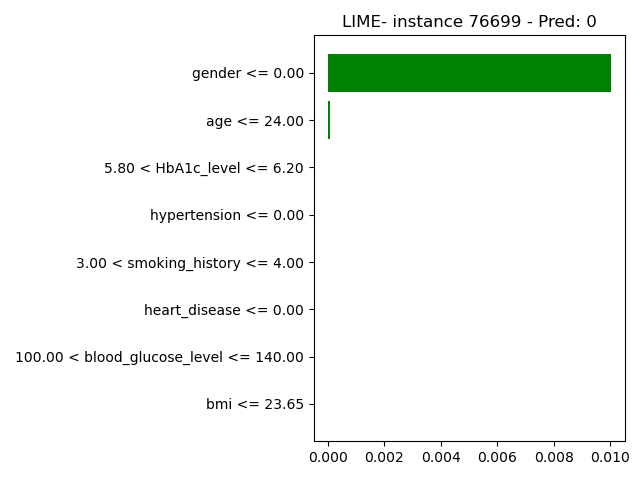 LIME- instance 76699 - Pred: 0
gender <= 0.00
age <= 24.00
5.80 < HbA1c_level <= 6.20
hypertension <= 0.00
3.00 < smoking_history <= 4.00
heart_disease <= 0.00
100.00 < blood_glucose_level <= 140.00
bmi <= 23.65
0.000 0.002 0.004 0.006 0.008 0.010